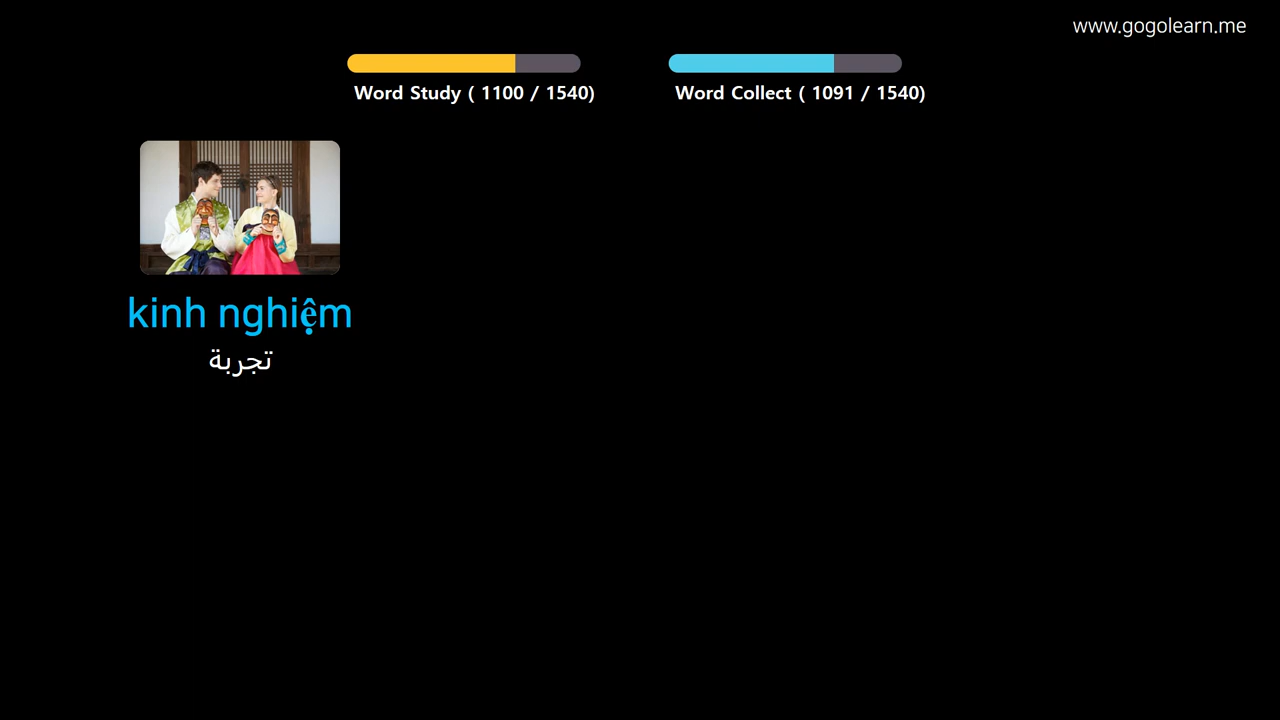 www.gogolearn.me
Word Study ( 1100 / 1540)
Word Collect ( 1091 / 1540)
kinh nghiệm
تجربة